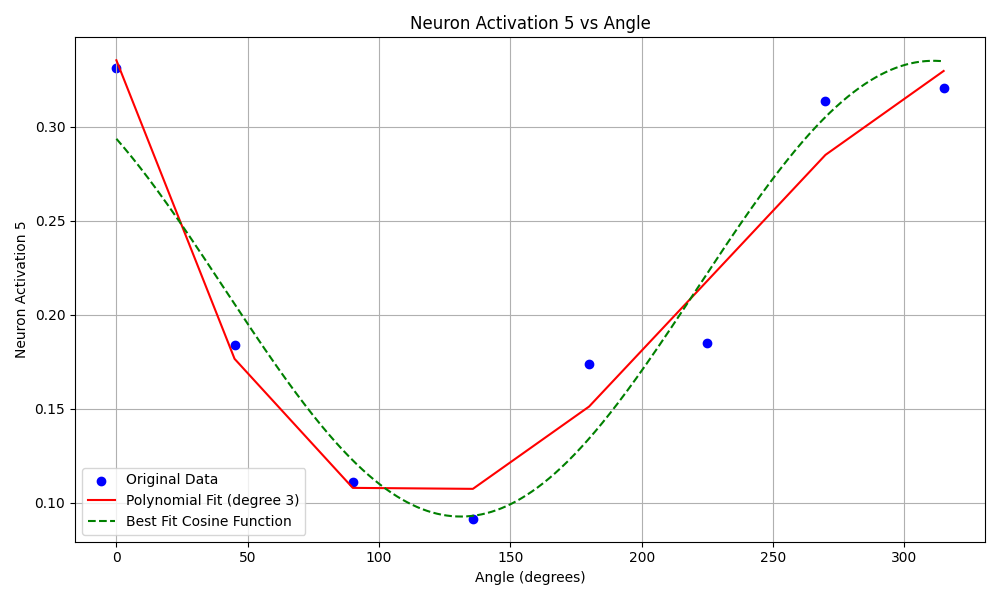 Neuron Activation 5 vs Angle
Neuron Activation 5
0.30
0.25
0.20
0.15
0.10
Original Data
Polynomial Fit (degree 3)
Best Fit Cosine Function
0
50
100
150
200
250
300
Angle (degrees)